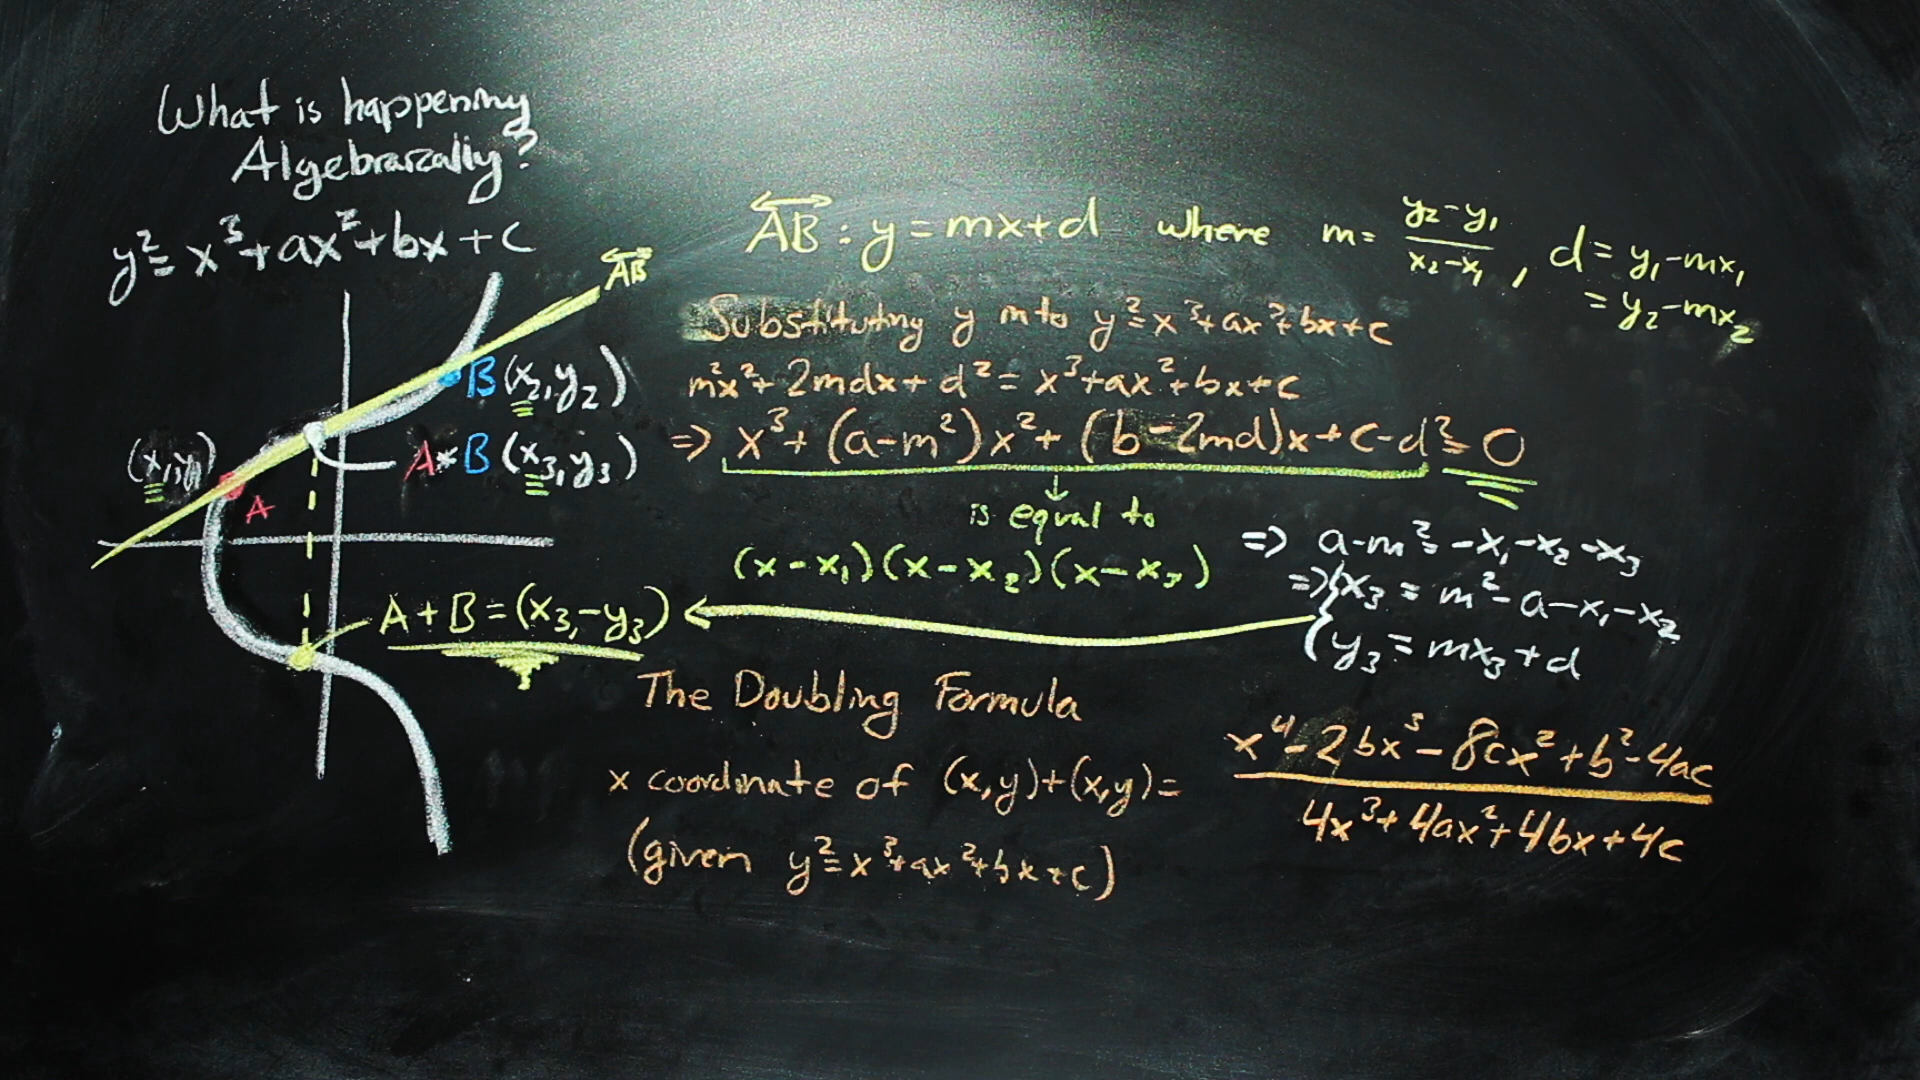 What is happening
Algebraically?
y² = x³ + ax² + bx + c
AB
B (x₂, y₂)
(x₁, y₁)
A * B (x₃, y₃)
A
A + B = (x₃, -y₃)
AB : y = mx + d where m = (y₂ - y₁)/(x₂ - x₁), d = y₁ - mx₁
= y₂ - mx₂
Substituting y into y² = x³ + ax² + bx + c
m²x² + 2mdx + d² = x³ + ax² + bx + c
⇒ x³ + (a - m²)x² + (b - 2md)x + c - d² = 0
↓
is equal to
(x - x₁)(x - x₂)(x - x₃)
⇒ a - m² = -x₁ - x₂ - x₃
⇒ { x₃ = m² - a - x₁ - x₂
y₃ = mx₃ + d
The Doubling Formula
x coordinate of (x, y) + (x, y) = (x⁴ - 2bx³ - 8cx² + b² - 4ac)/(4x³ + 4ax² + 4bx + 4c)
(given y² = x³ + ax² + bx + c)